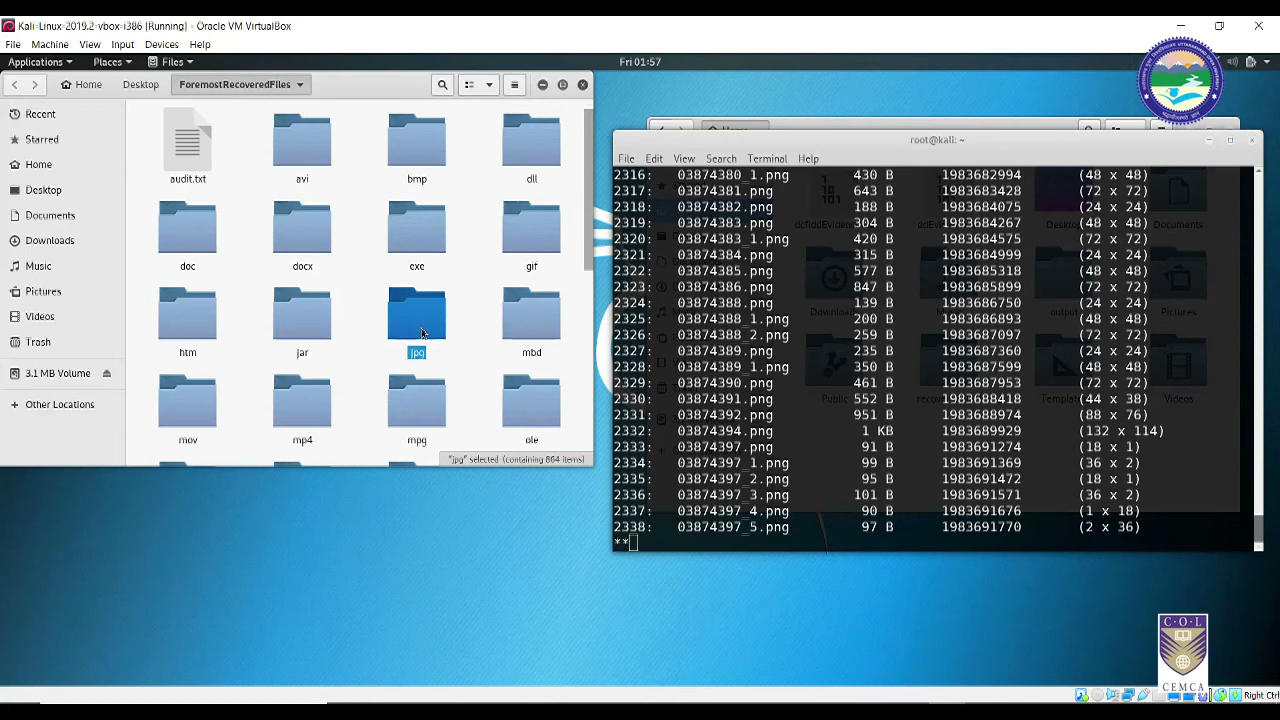 Kali-Linux-2019.2-vbox-i386 [Running] - Oracle VM VirtualBox
File Machine View Input Devices Help
Applications Places Files Fri 01:57
Home Desktop ForemostRecoveredFiles
Recent
Starred
Home
Desktop
Documents
Downloads
Music
Pictures
Videos
Trash
3.1 MB Volume
Other Locations
audit.txt avi bmp dll
doc docx exe gif
htm jar jpg mbd
mov mp4 mpg ole
"jpg" selected (containing 864 items)
root@kali: ~
File Edit View Search Terminal Help
2316: 03874380_1.png 430 B 1983682994 (48 x 48)
2317: 03874381.png 643 B 1983683428 (72 x 72)
2318: 03874382.png 188 B 1983684075 (24 x 24)
2319: 03874383.png 304 B 1983684267 (48 x 48)
2320: 03874383_1.png 420 B 1983684575 (72 x 72)
2321: 03874384.png 315 B 1983684999 (24 x 24)
2322: 03874385.png 577 B 1983685318 (48 x 48)
2323: 03874386.png 847 B 1983685899 (72 x 72)
2324: 03874388.png 139 B 1983686750 (24 x 24)
2325: 03874388_1.png 200 B 1983686893 (48 x 48)
2326: 03874388_2.png 259 B 1983687097 (72 x 72)
2327: 03874389.png 235 B 1983687360 (24 x 24)
2328: 03874389_1.png 350 B 1983687599 (48 x 48)
2329: 03874390.png 461 B 1983687953 (72 x 72)
2330: 03874391.png 552 B 1983688418 (44 x 38)
2331: 03874392.png 951 B 1983688974 (88 x 76)
2332: 03874394.png 1 KB 1983689929 (132 x 114)
2333: 03874397.png 91 B 1983691274 (18 x 1)
2334: 03874397_1.png 99 B 1983691369 (36 x 2)
2335: 03874397_2.png 95 B 1983691472 (18 x 1)
2336: 03874397_3.png 101 B 1983691571 (36 x 2)
2337: 03874397_4.png 90 B 1983691676 (1 x 18)
2338: 03874397_5.png 97 B 1983691770 (2 x 36)
**
Downloads
Documents
Pictures
Public
Videos
C·O·L
CEMCA
Right Ctrl